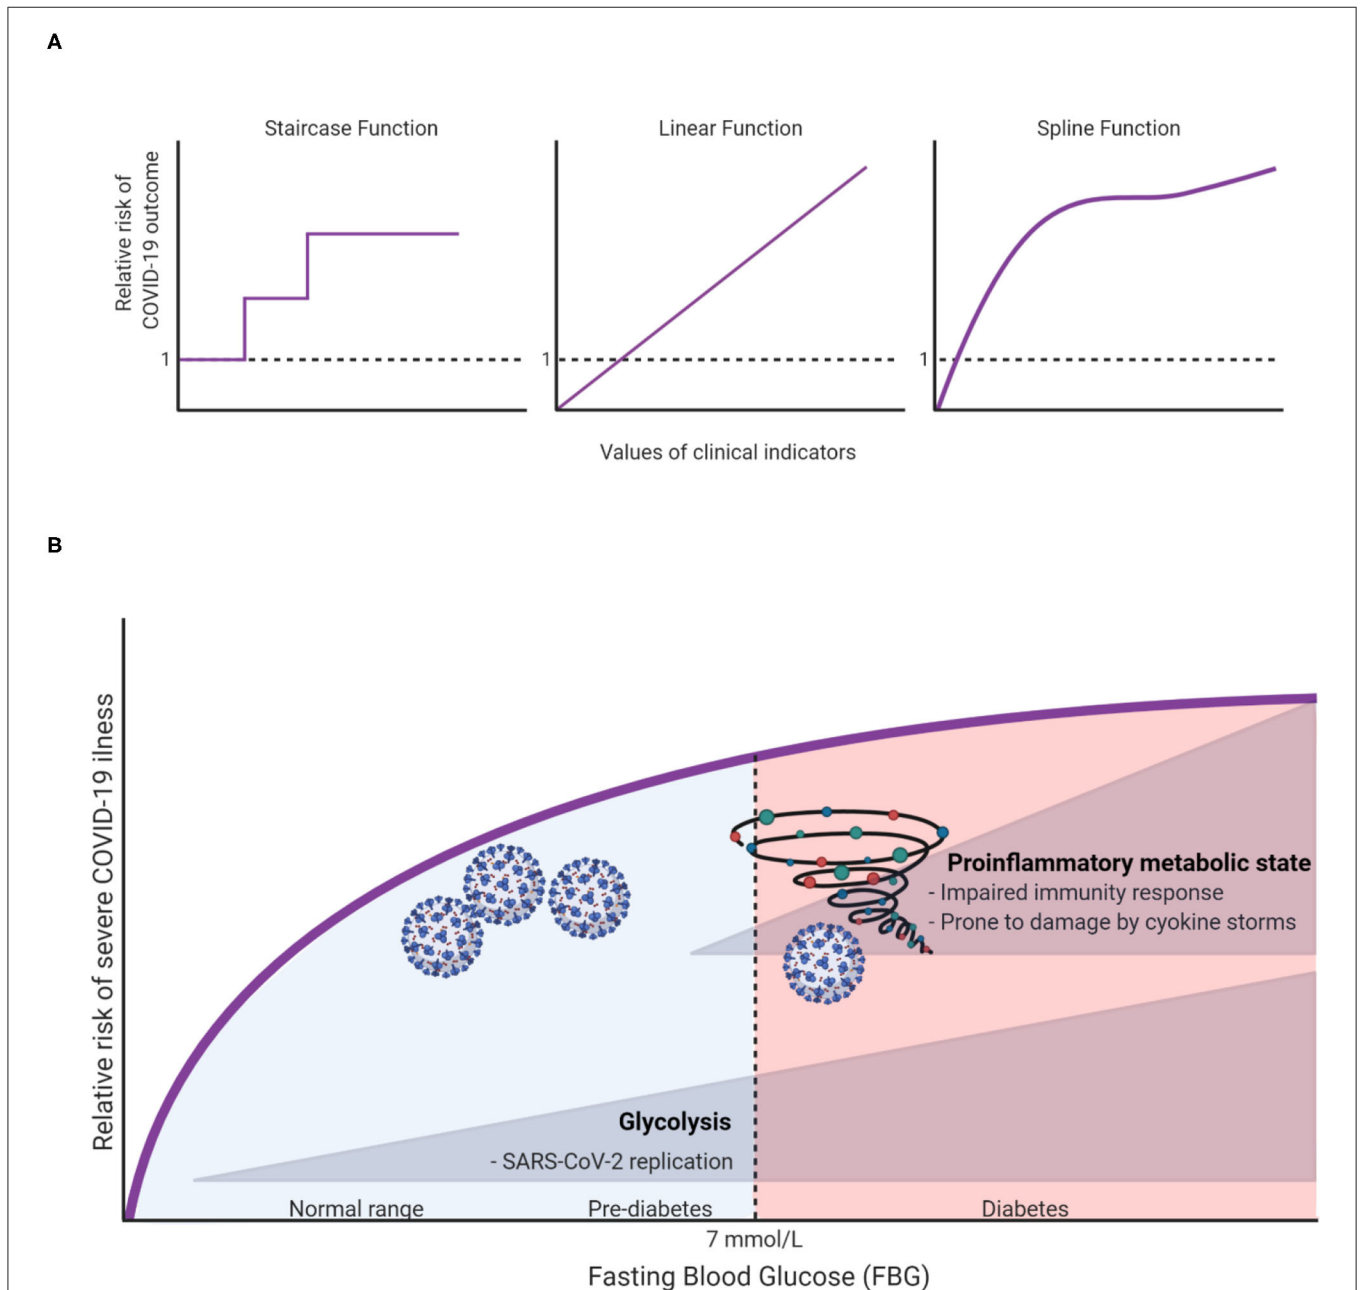 A
Staircase Function
Linear Function
Spline Function
Relative risk of
COVID-19 outcome
1
1
1
Values of clinical indicators
B
Relative risk of severe COVID-19 ilness
Proinflammatory metabolic state
- Impaired immunity response
- Prone to damage by cyokine storms
Glycolysis
- SARS-CoV-2 replication
Normal range
Pre-diabetes
Diabetes
7 mmol/L
Fasting Blood Glucose (FBG)